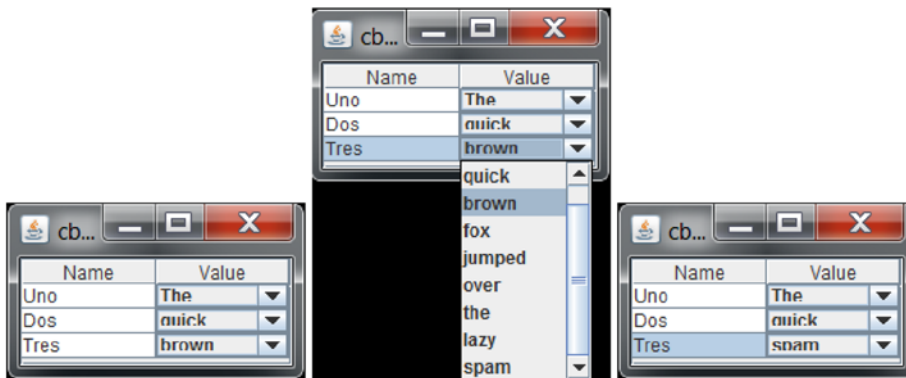 cb...
Name Value
Uno The
Dos quick
Tres brown
quick
brown
fox
jumped
over
the
lazy
spam
cb...
Name Value
Uno The
Dos quick
Tres brown
cb...
Name Value
Uno The
Dos quick
Tres spam